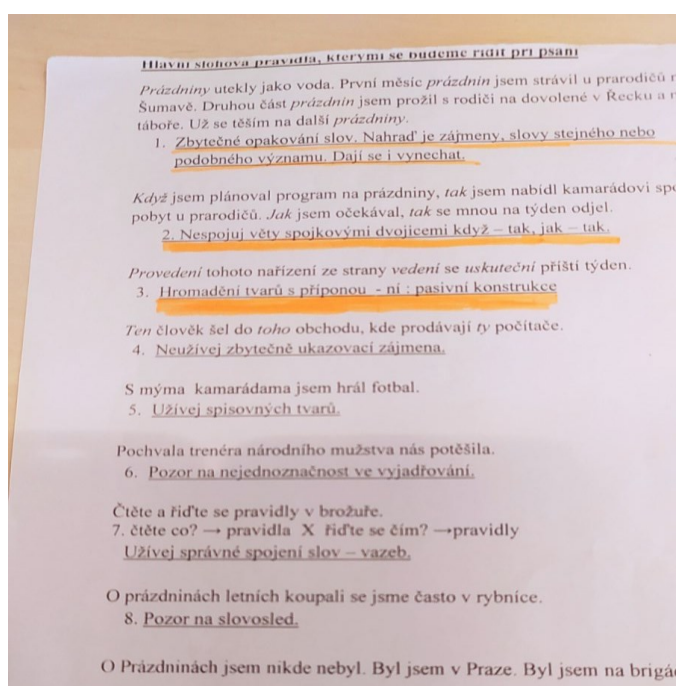 Hlavní slohová pravidla, kterými se budeme řídit při psaní
Prázdniny utekly jako voda. První měsíc prázdnin jsem strávil u prarodičů
Šumavě. Druhou část prázdnin jsem prožil s rodiči na dovolené v Řecku a
táboře. Už se těším na další prázdniny.
1. Zbytečné opakování slov. Nahraď je zájmeny, slovy stejného nebo
podobného významu. Dají se i vynechat.
Když jsem plánoval program na prázdniny, tak jsem nabídl kamarádovi
pobyt u prarodičů. Jak jsem očekával, tak se mnou na týden odjel.
2. Nespojuj věty spojkovými dvojicemi když – tak, jak – tak.
Provedení tohoto nařízení ze strany vedení se uskuteční příští týden.
3. Hromadění tvarů s příponou - ní : pasivní konstrukce
Ten člověk šel do toho obchodu, kde prodávají ty počítače.
4. Neužívej zbytečně ukazovací zájmena.
S mýma kamarádama jsem hrál fotbal.
5. Užívej spisovných tvarů.
Pochvala trenéra národního mužstva nás potěšila.
6. Pozor na nejednoznačnost ve vyjadřování.
Čtěte a řiďte se pravidly v brožuře.
7. čtěte co? → pravidla X řiďte se čím? →pravidly
Užívej správné spojení slov – vazeb.
O prázdninách letních koupali se jsme často v rybníce.
8. Pozor na slovosled.
O Prázdninách jsem nikde nebyl. Byl jsem v Praze. Byl jsem na